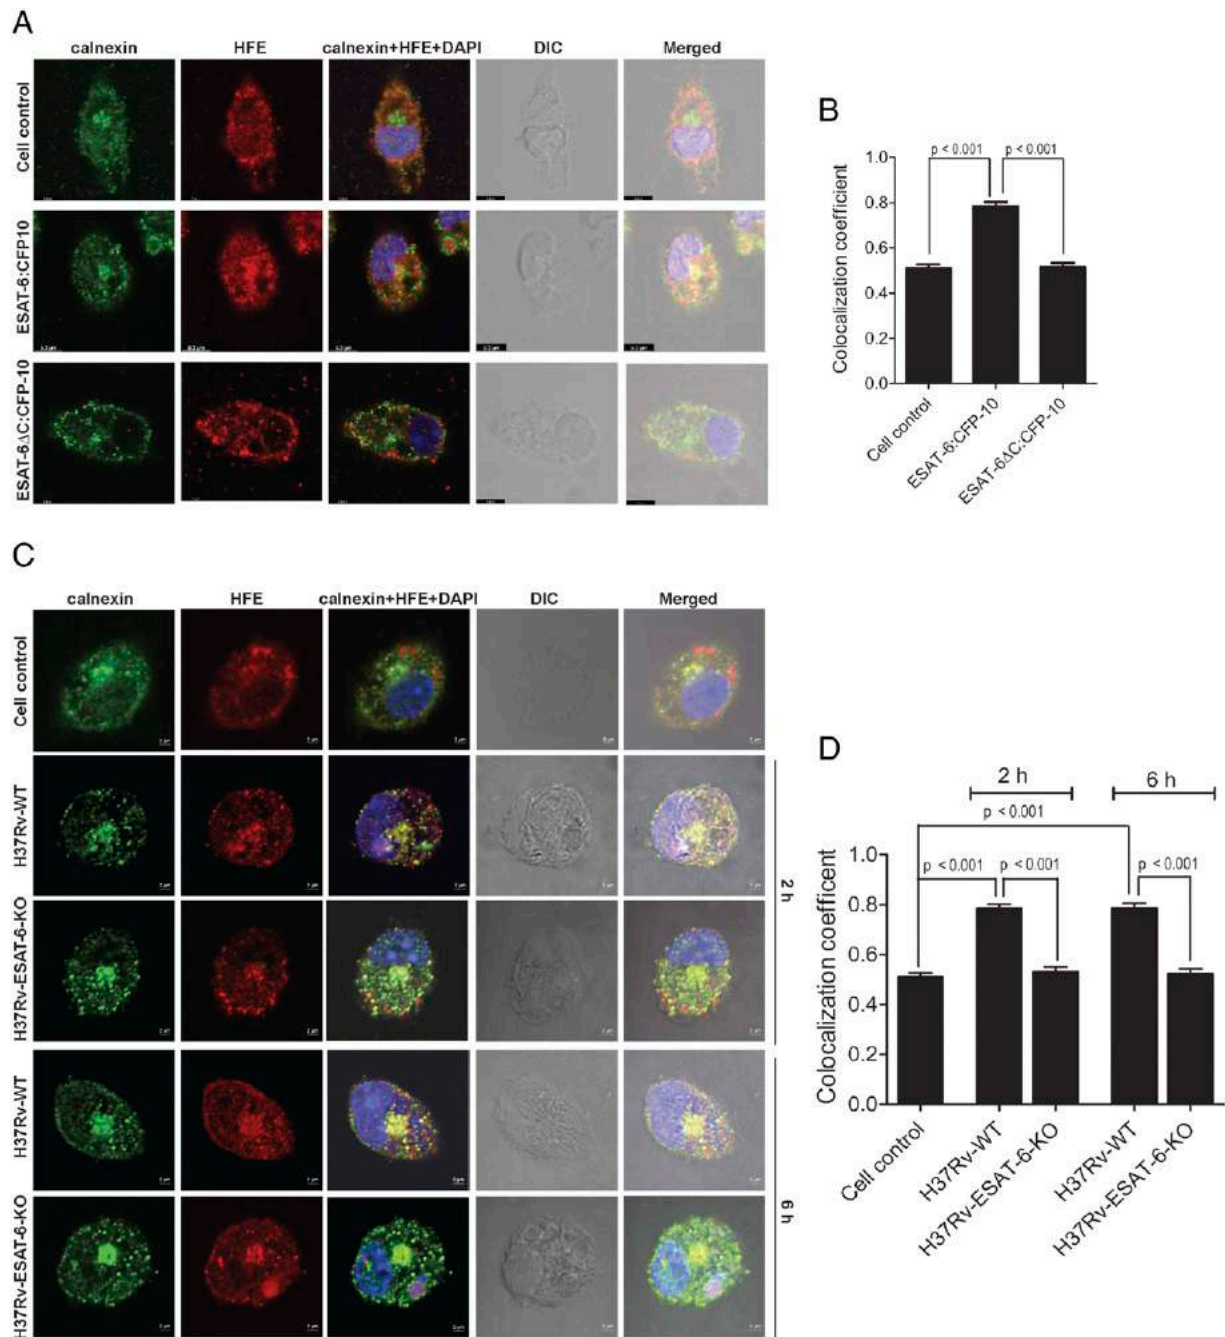 A
calnexin HFE calnexin+HFE+DAPI DIC Merged
Cell control
ESAT-6:CFP10
ESAT-6ΔC:CFP-10
B
p < 0.001 p < 0.001
Colocalization coefficient
1.0
0.8
0.6
0.4
0.2
0.0
Cell control
ESAT-6:CFP-10
ESAT-6ΔC:CFP-10
C
calnexin HFE calnexin+HFE+DAPI DIC Merged
Cell control
H37Rv-WT
H37Rv-ESAT-6-KO
2 h
H37Rv-WT
H37Rv-ESAT-6-KO
6 h
D
2 h 6 h
p < 0.001
p < 0.001 p < 0.001 p < 0.001
Colocalization coefficent
1.0
0.8
0.6
0.4
0.2
0.0
Cell control
H37Rv-WT
H37Rv-ESAT-6-KO
H37Rv-WT
H37Rv-ESAT-6-KO